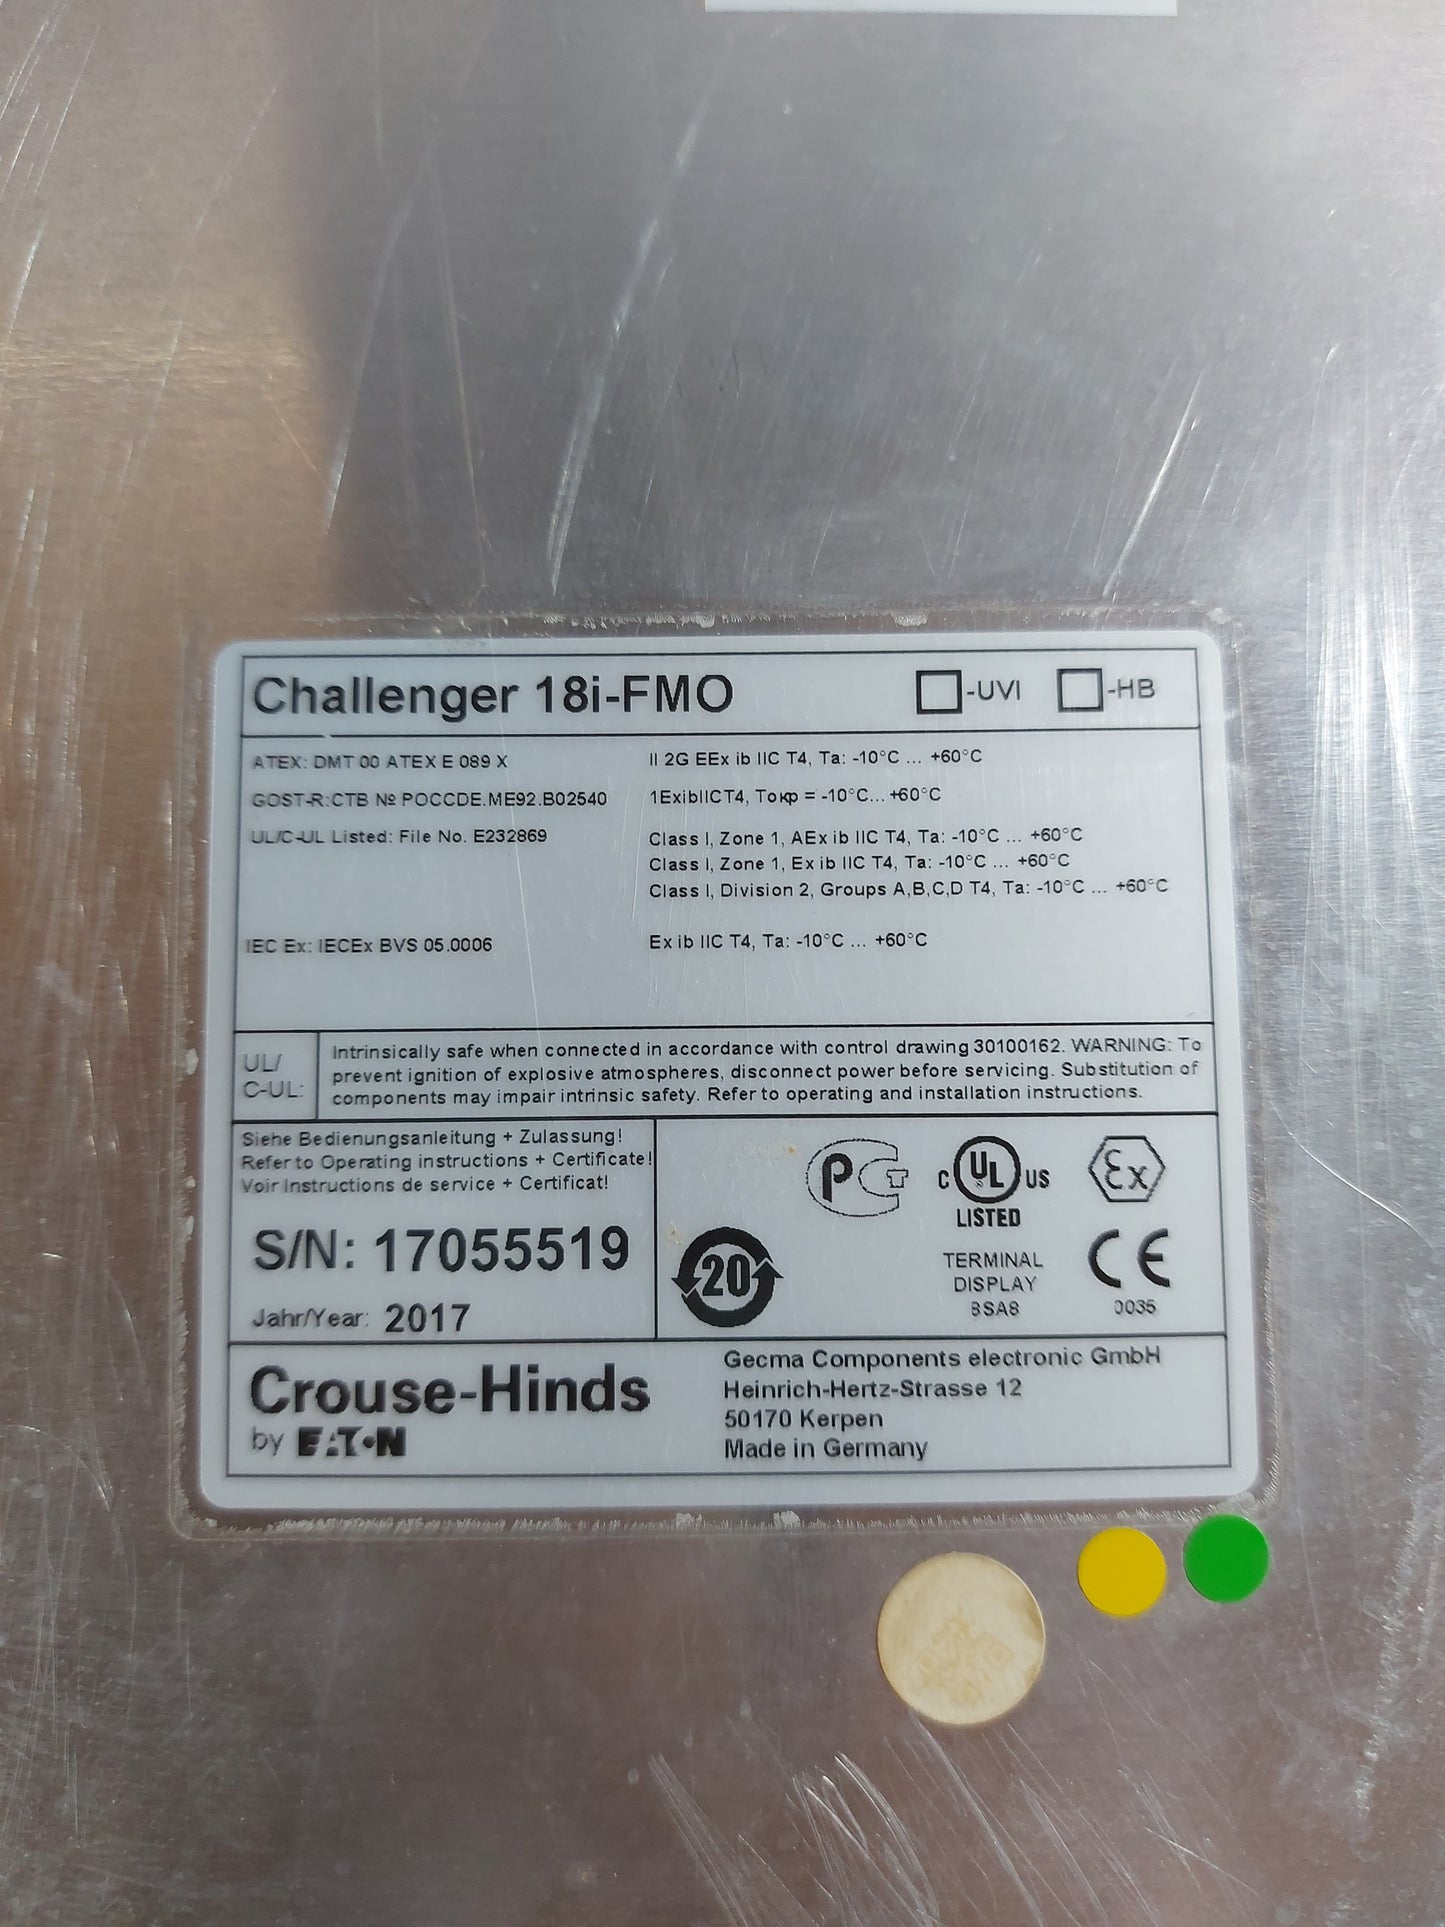 Challenger 18i-FMO -UVI -HB
ATEX: DMT 00 ATEX E 089 X II 2G EEx ib IIC T4, Ta: -10°C ... +60°C
GOST-R:CTB № POCCDE.ME92.B02540 1ExibIICT4, Токр = -10°C... +60°C
UL/C-UL Listed: File No. E232869 Class I, Zone 1, AEx ib IIC T4, Ta: -10°C ... +60°C
Class I, Zone 1, Ex ib IIC T4, Ta: -10°C ... +60°C
Class I, Division 2, Groups A,B,C,D T4, Ta: -10°C ... +60°C
IEC Ex: IECEx BVS 05.0006 Ex ib IIC T4, Ta: -10°C ... +60°C
UL/
C-UL:
Intrinsically safe when connected in accordance with control drawing 30100162. WARNING: To
prevent ignition of explosive atmospheres, disconnect power before servicing. Substitution of
components may impair intrinsic safety. Refer to operating and installation instructions.
Siehe Bedienungsanleitung + Zulassung!
Refer to Operating instructions + Certificate!
Voir Instructions de service + Certificat!
S/N: 17055519
Jahr/Year: 2017
20
PCT
C UL US
®
LISTED
TERMINAL
DISPLAY
8SA8
Ex
CE
0035
Crouse-Hinds
by EATON
Gecma Components electronic GmbH
Heinrich-Hertz-Strasse 12
50170 Kerpen
Made in Germany